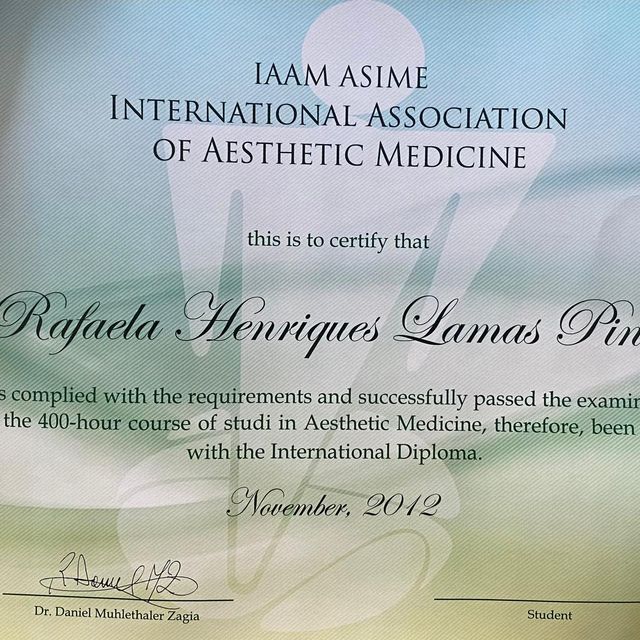 IAAM ASIME
INTERNATIONAL ASSOCIATION
OF AESTHETIC MEDICINE
this is to certify that
Rafaela Henriques Lamas Pin
s complied with the requirements and successfully passed the examin
the 400-hour course of studi in Aesthetic Medicine, therefore, been
with the International Diploma.
November, 2012
Dr. Daniel Muhlethaler Zagia
Student